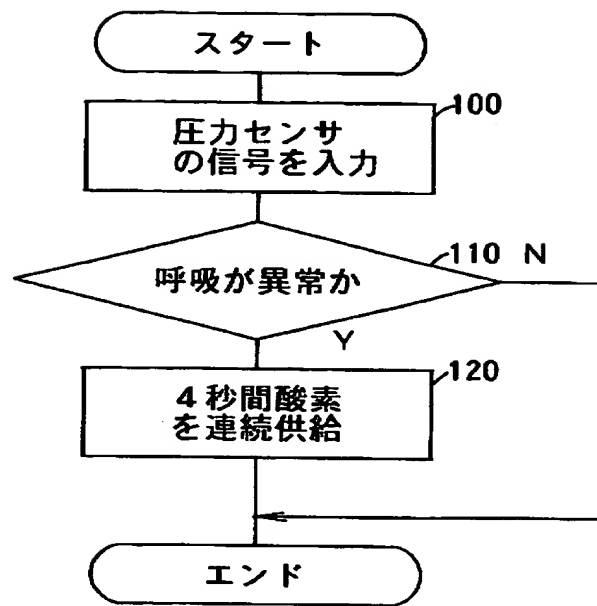 スタート
100
圧力センサ
の信号を入力
110 N
呼吸が異常か
Y
120
4秒間酸素
を連続供給
エンド